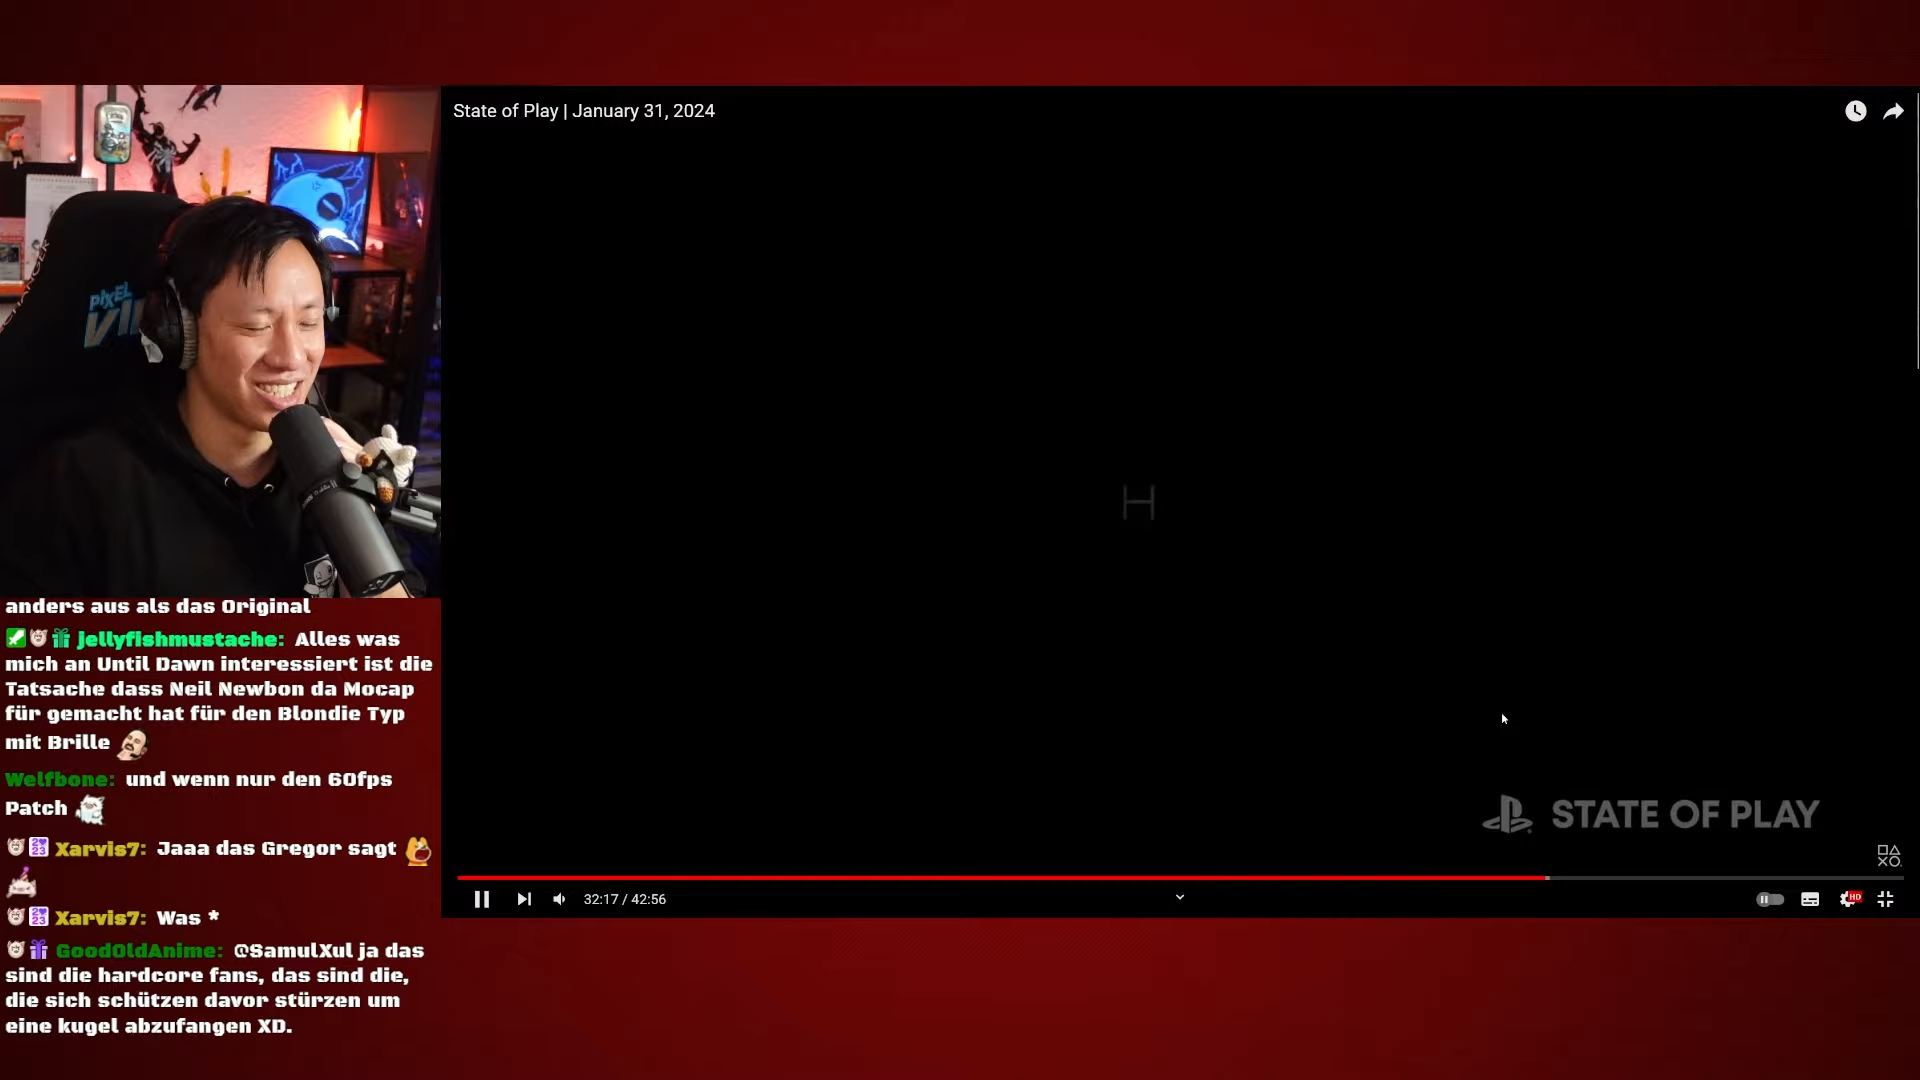 State of Play | January 31, 2024
PIXEL
anders aus als das Original
jellyfishmustache: Alles was
mich an Until Dawn interessiert ist die
Tatsache dass Neil Newbon da Mocap
für gemacht hat für den Blondie Typ
mit Brille
Welfbone: und wenn nur den 60fps
Patch
Xarvis7: Jaaa das Gregor sagt
Xarvis7: Was *
GoodOldAnime: @SamulXul ja das
sind die hardcore fans, das sind die,
die sich schützen davor stürzen um
eine kugel abzufangen XD.
H
STATE OF PLAY
32:17 / 42:56
HD